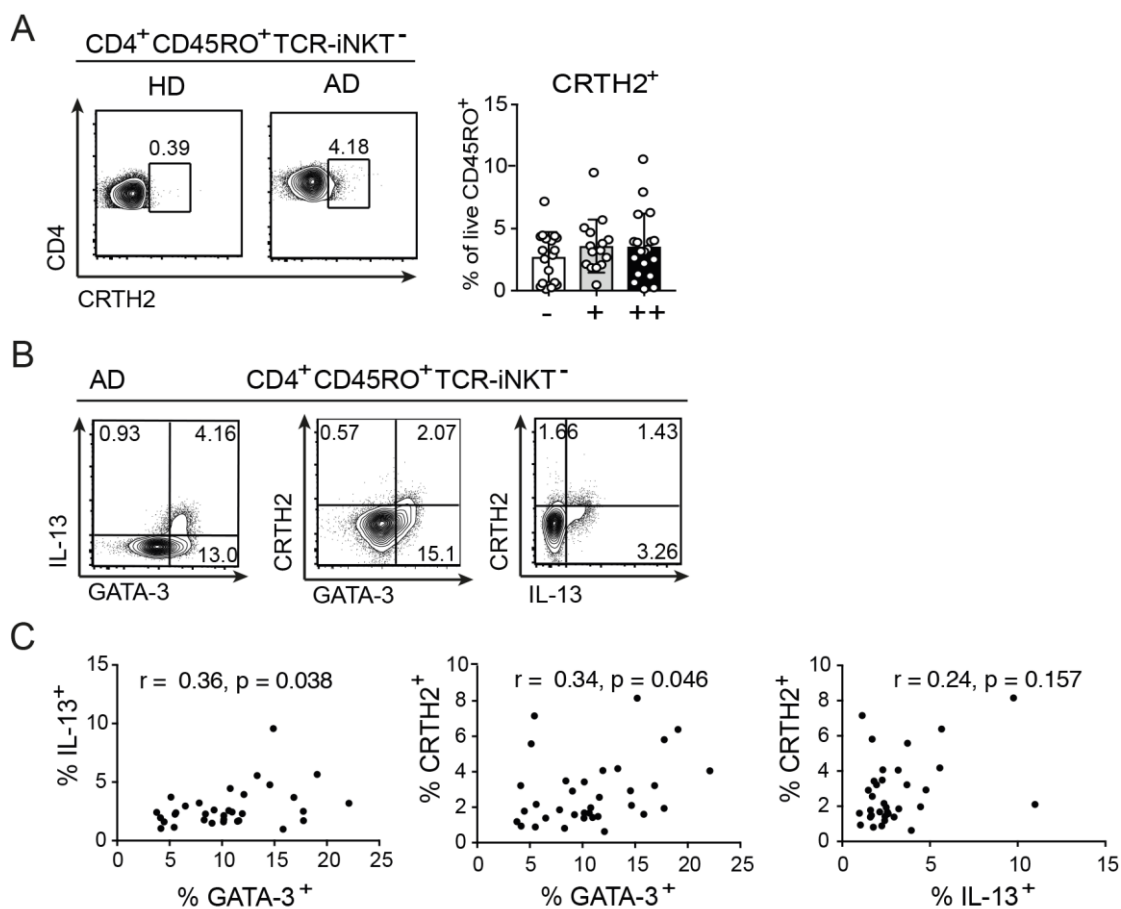 A
CD4⁺CD45RO⁺TCR-iNKT⁻
HD
AD
0.39
4.18
CD4
CRTH2
CRTH2⁺
% of live CD45RO⁺
15
10
5
0
- + ++
B
AD
CD4⁺CD45RO⁺TCR-iNKT⁻
0.93 4.16
13.0
IL-13
GATA-3
0.57 2.07
15.1
CRTH2
GATA-3
1.66 1.43
3.26
CRTH2
IL-13
C
r = 0.36, p = 0.038
% IL-13⁺
15
10
5
0
0 5 10 15 20 25
% GATA-3⁺
r = 0.34, p = 0.046
% CRTH2⁺
10
8
6
4
2
0
0 5 10 15 20 25
% GATA-3⁺
r = 0.24, p = 0.157
% CRTH2⁺
10
8
6
4
2
0
0 5 10 15
% IL-13⁺